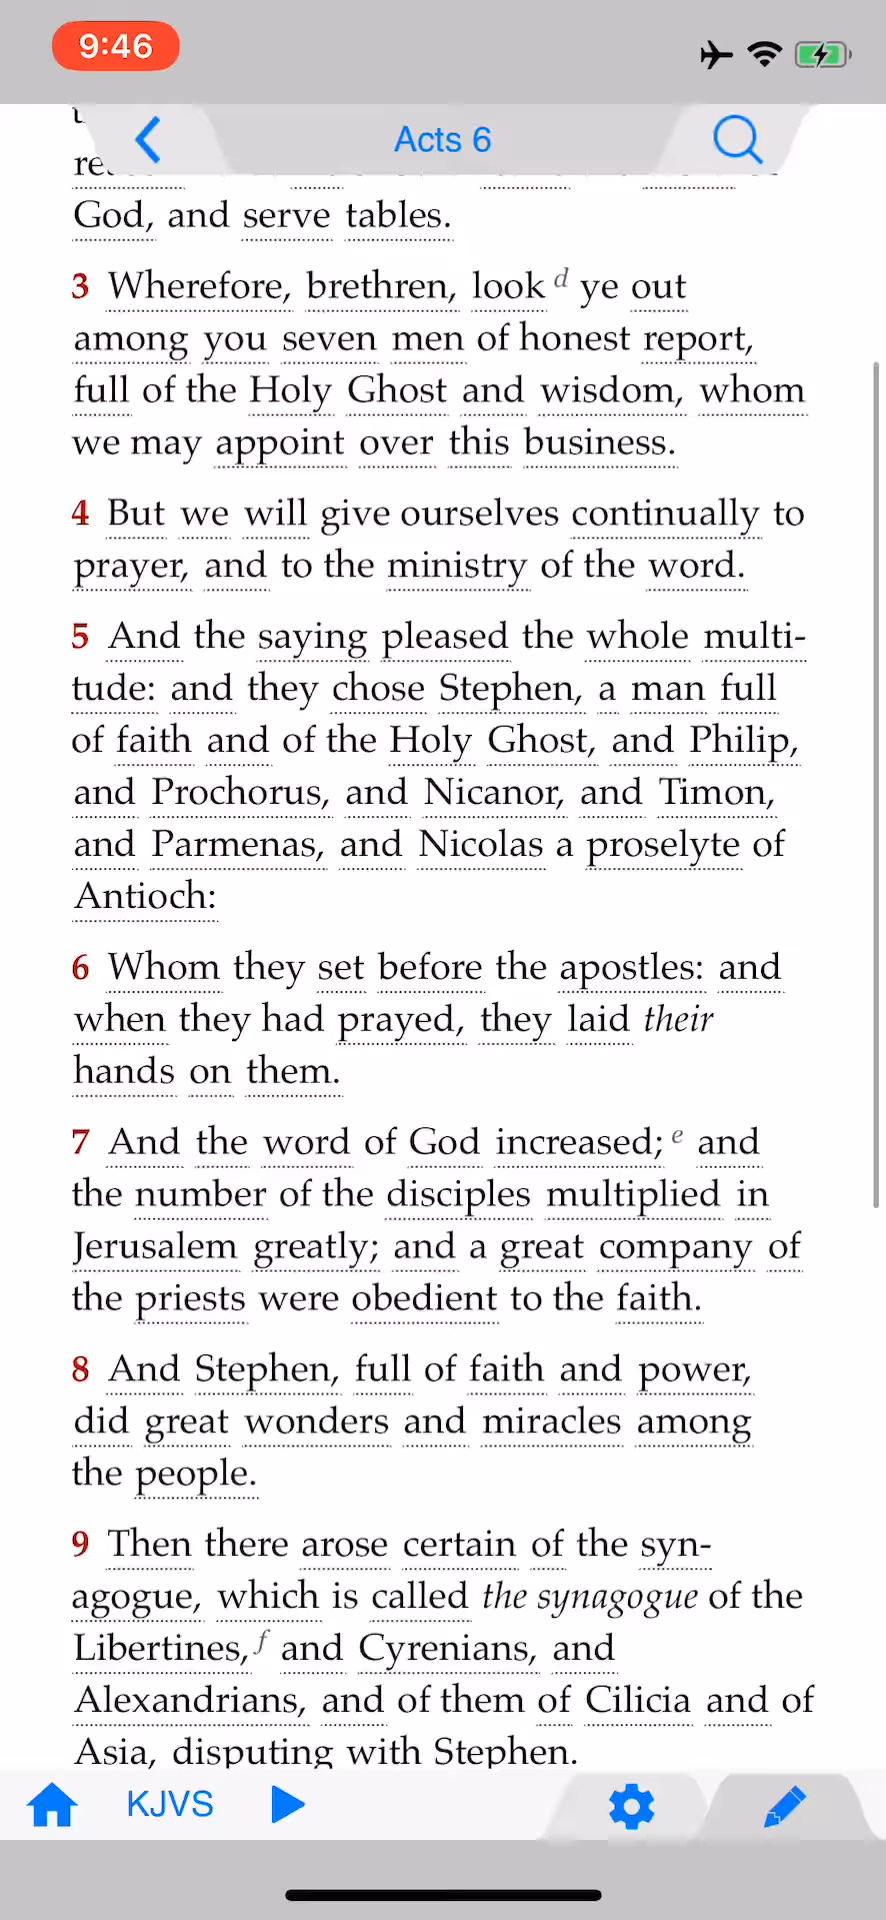 9:46
Acts 6
God, and serve tables.
3 Wherefore, brethren, look d ye out
among you seven men of honest report,
full of the Holy Ghost and wisdom, whom
we may appoint over this business.
4 But we will give ourselves continually to
prayer, and to the ministry of the word.
5 And the saying pleased the whole multi-
tude: and they chose Stephen, a man full
of faith and of the Holy Ghost, and Philip,
and Prochorus, and Nicanor, and Timon,
and Parmenas, and Nicolas a proselyte of
Antioch:
6 Whom they set before the apostles: and
when they had prayed, they laid their
hands on them.
7 And the word of God increased; e and
the number of the disciples multiplied in
Jerusalem greatly; and a great company of
the priests were obedient to the faith.
8 And Stephen, full of faith and power,
did great wonders and miracles among
the people.
9 Then there arose certain of the syn-
agogue, which is called the synagogue of the
Libertines, f and Cyrenians, and
Alexandrians, and of them of Cilicia and of
Asia, disputing with Stephen.
KJVS